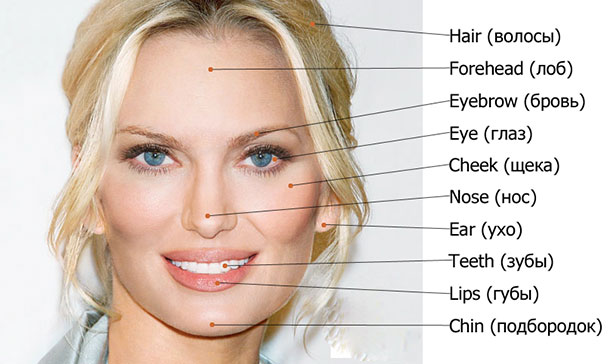 Hair (волосы)
Forehead (лоб)
Eyebrow (бровь)
Eye (глаз)
Cheek (щека)
Nose (нос)
Ear (ухо)
Teeth (зубы)
Lips (губы)
Chin (подбородок)